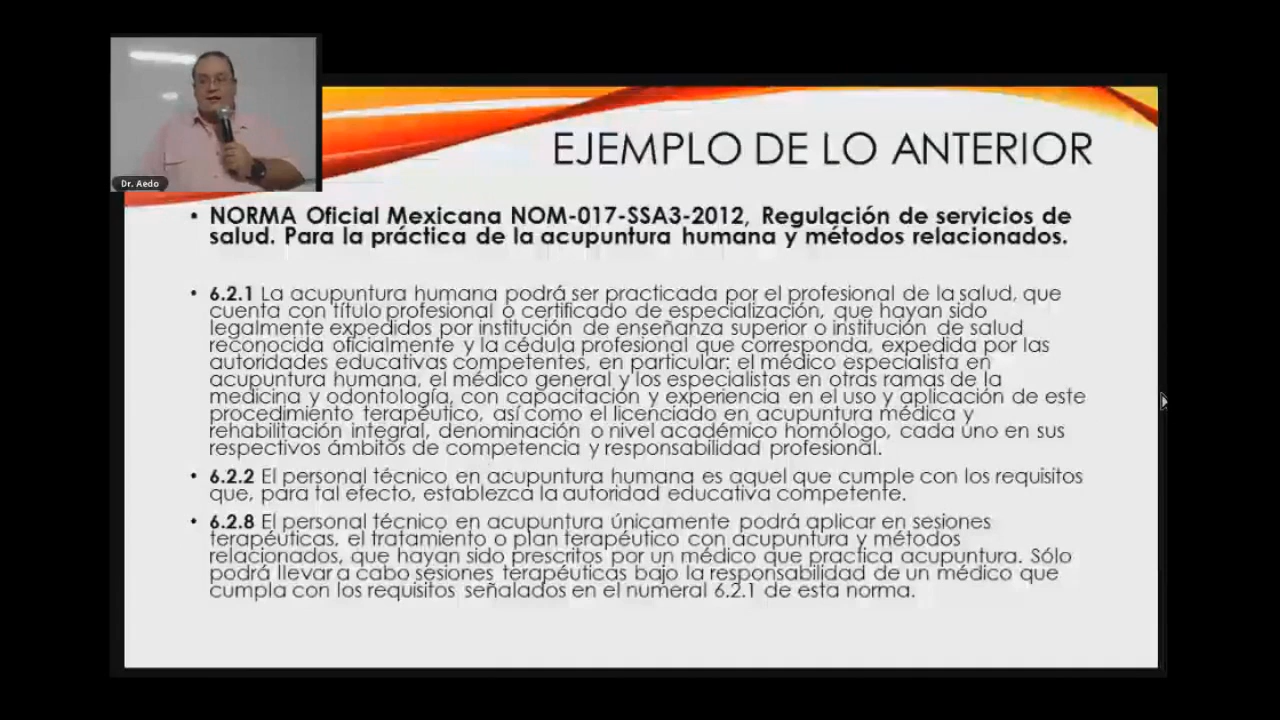 Dr. Aedo
EJEMPLO DE LO ANTERIOR
• NORMA Oficial Mexicana NOM-017-SSA3-2012, Regulación de servicios de
salud. Para la práctica de la acupuntura humana y métodos relacionados.
• 6.2.1 La acupuntura humana podrá ser practicada por el profesional de la salud, que
cuenta con título profesional o certificado de especialización, que hayan sido
legalmente expedidos por institución de enseñanza superior o institución de salud
reconocida oficialmente y la cédula profesional que corresponda, expedida por las
autoridades educativas competentes, en particular: el médico especialista en
acupuntura humana, el médico general y los especialistas en otras ramas de la
medicina y odontología, con capacitación y experiencia en el uso y aplicación de este
procedimiento terapéutico, así como el licenciado en acupuntura médica y
rehabilitación integral, denominación o nivel académico homólogo, cada uno en sus
respectivos ámbitos de competencia y responsabilidad profesional.
• 6.2.2 El personal técnico en acupuntura humana es aquel que cumple con los requisitos
que, para tal efecto, establezca la autoridad educativa competente.
• 6.2.8 El personal técnico en acupuntura únicamente podrá aplicar en sesiones
terapéuticas, el tratamiento o plan terapéutico con acupuntura y métodos
relacionados, que hayan sido prescritos por un médico que practica acupuntura. Sólo
podrá llevar a cabo sesiones terapéuticas bajo la responsabilidad de un médico que
cumpla con los requisitos señalados en el numeral 6.2.1 de esta norma.